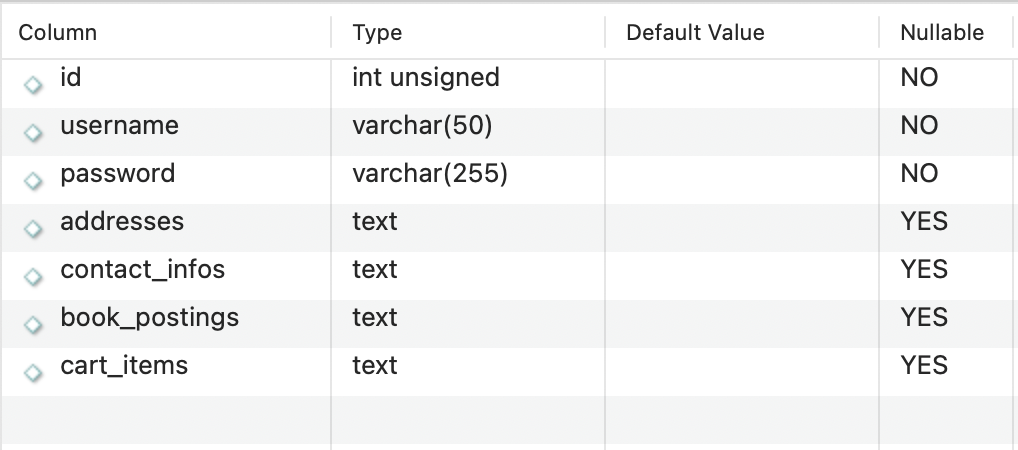 Column Type Default Value Nullable
id int unsigned NO
username varchar(50) NO
password varchar(255) NO
addresses text YES
contact_infos text YES
book_postings text YES
cart_items text YES